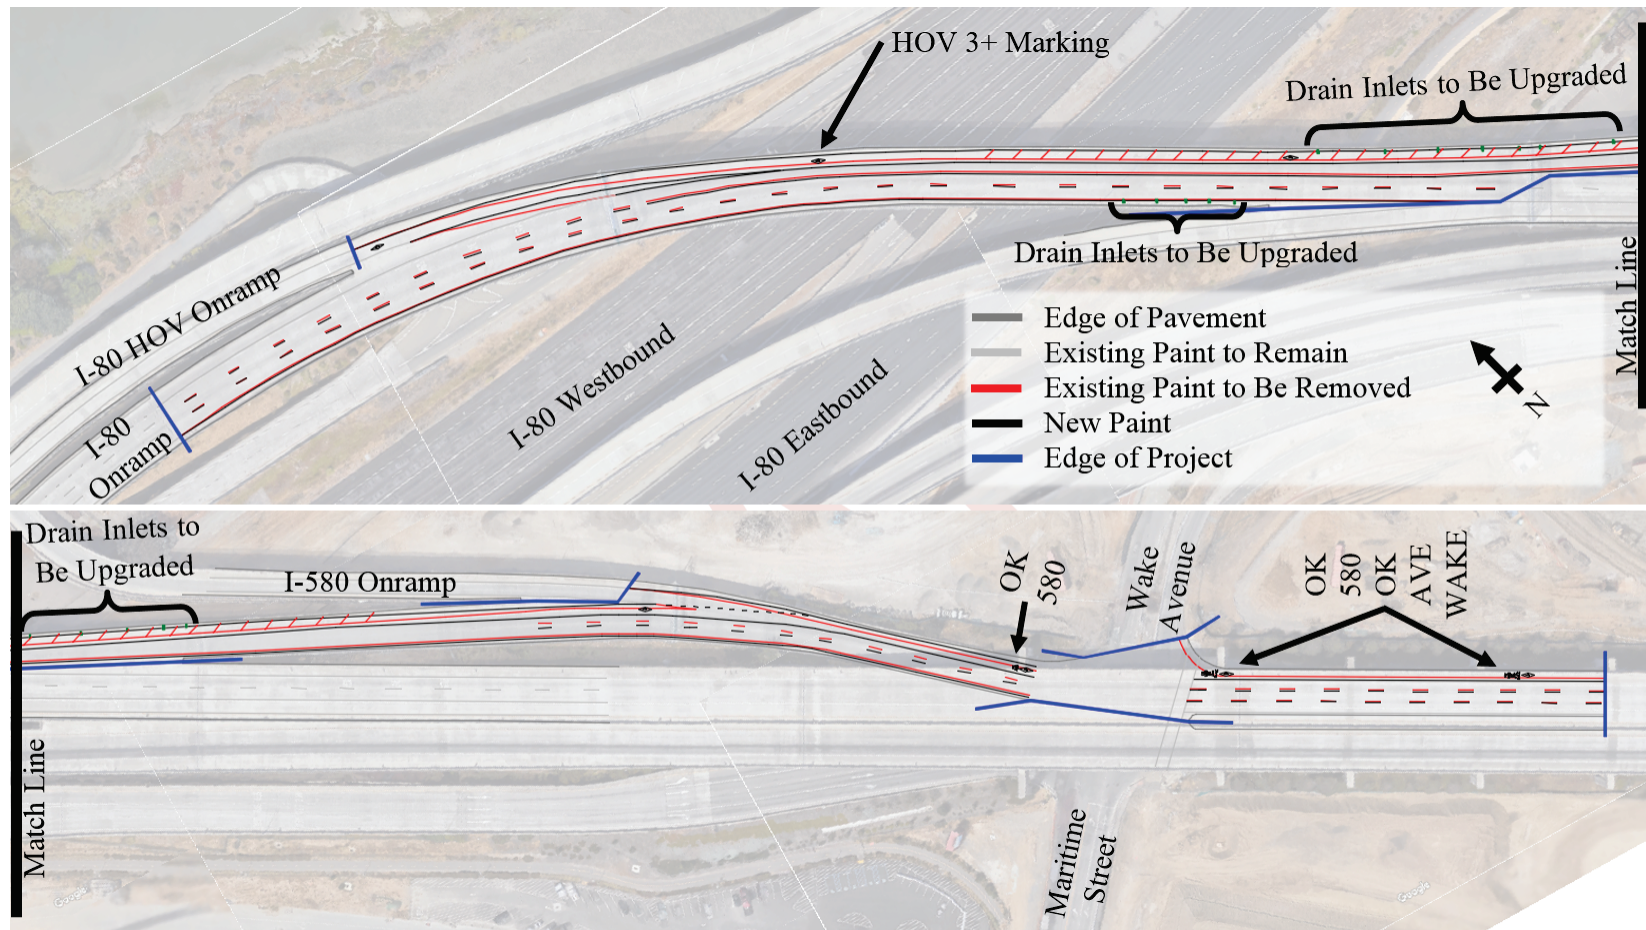 HOV 3+ Marking
Drain Inlets to Be Upgraded
Drain Inlets to Be Upgraded
I-80 HOV Onramp
I-80
Onramp
I-80 Westbound
I-80 Eastbound
Edge of Pavement
Existing Paint to Remain
Existing Paint to Be Removed
New Paint
Edge of Project
N
Match Line
Drain Inlets to
Be Upgraded
I-580 Onramp
OK
580
Wake
Avenue
OK
580
OK
AVE
WAKE
Match Line
Maritime
Street
Google
Google